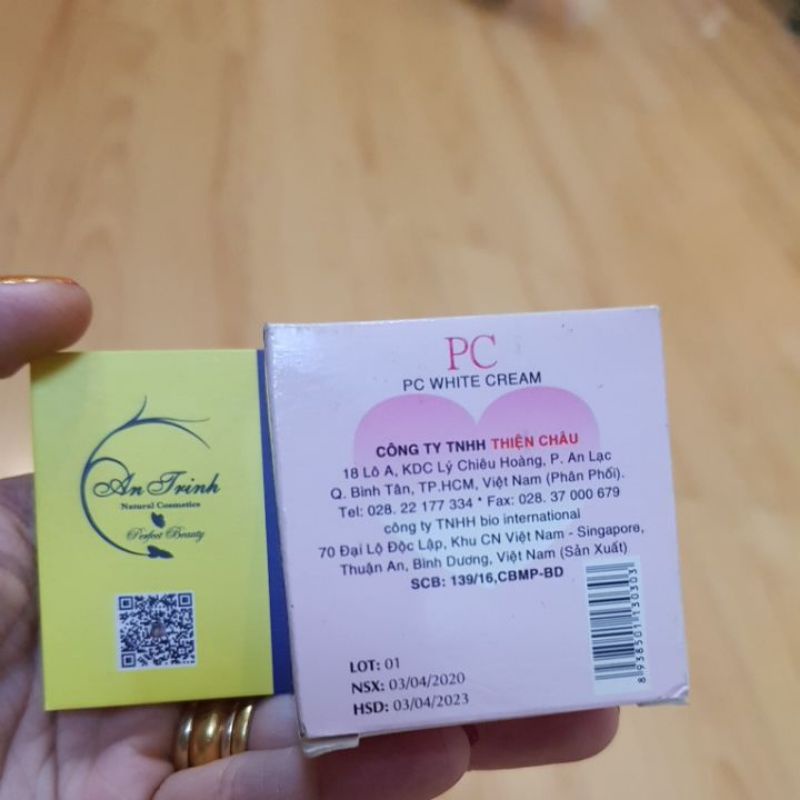 An Trinh
Natural Cosmetics
Perfect Beauty
PC
PC WHITE CREAM
CÔNG TY TNHH THIỆN CHÂU
18 Lô A, KDC Lý Chiêu Hoàng, P. An Lạc
Q. Bình Tân, TP.HCM, Việt Nam (Phân Phối).
Tel: 028. 22 177 334 * Fax: 028. 37 000 679
công ty TNHH bio international
70 Đại Lộ Độc Lập, Khu CN Việt Nam - Singapore,
Thuận An, Bình Dương, Việt Nam (Sản Xuất)
SCB: 139/16,CBMP-BD
LOT: 01
NSX: 03/04/2020
HSD: 03/04/2023
8 938501 130303